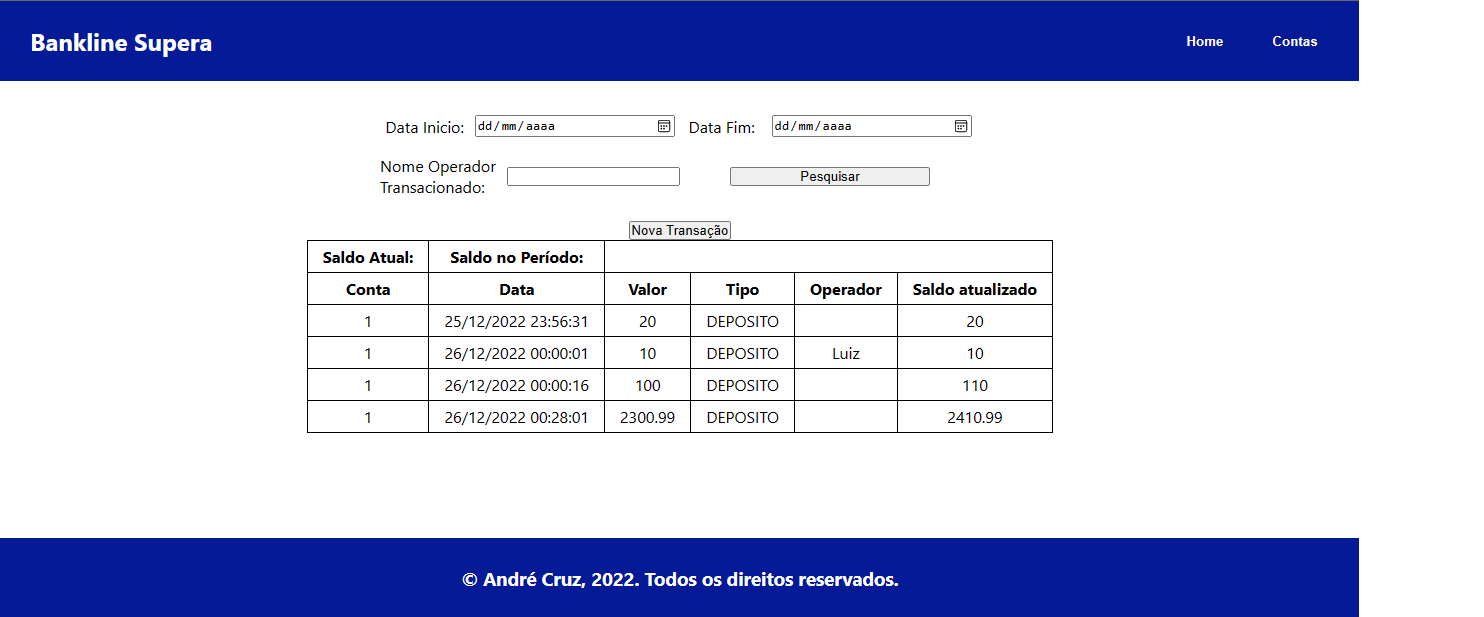 Bankline Supera Home Contas
Data Inicio: dd/mm/aaaa Data Fim: dd/mm/aaaa
Nome Operador
Transacionado: Pesquisar
Nova Transação
Saldo Atual: Saldo no Período:
Conta Data Valor Tipo Operador Saldo atualizado
1 25/12/2022 23:56:31 20 DEPOSITO 20
1 26/12/2022 00:00:01 10 DEPOSITO Luiz 10
1 26/12/2022 00:00:16 100 DEPOSITO 110
1 26/12/2022 00:28:01 2300.99 DEPOSITO 2410.99
© André Cruz, 2022. Todos os direitos reservados.